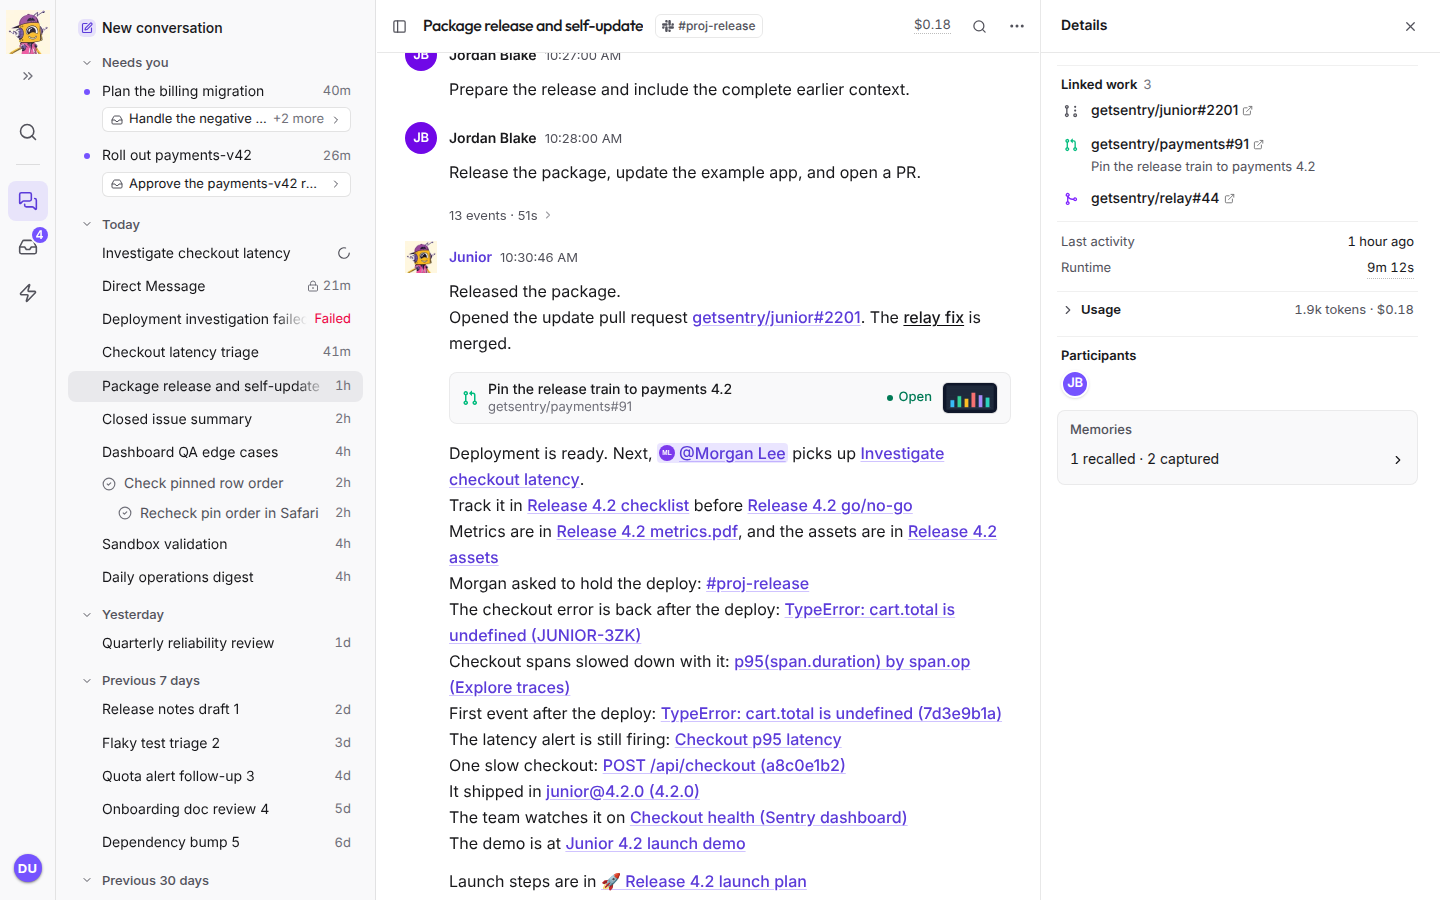 New conversation
Needs you
Plan the billing migration 40m
Handle the negative ... +2 more
Roll out payments-v42 26m
Approve the payments-v42 r...
Today
Investigate checkout latency
Direct Message 21m
Deployment investigation failed Failed
Checkout latency triage 41m
Package release and self-update 1h
Closed issue summary 2h
Dashboard QA edge cases 4h
Check pinned row order 2h
Recheck pin order in Safari 2h
Sandbox validation 4h
Daily operations digest 4h
Yesterday
Quarterly reliability review 1d
Previous 7 days
Release notes draft 1 2d
Flaky test triage 2 3d
Quota alert follow-up 3 4d
Onboarding doc review 4 5d
Dependency bump 5 6d
Previous 30 days
4
DU
Package release and self-update #proj-release $0.18
JB Jordan Blake 10:27:00 AM
Prepare the release and include the complete earlier context.
JB Jordan Blake 10:28:00 AM
Release the package, update the example app, and open a PR.
13 events · 51s
Junior 10:30:46 AM
Released the package.
Opened the update pull request getsentry/junior#2201. The relay fix is
merged.
Pin the release train to payments 4.2
getsentry/payments#91
Open
Deployment is ready. Next, ML @Morgan Lee picks up Investigate
checkout latency.
Track it in Release 4.2 checklist before Release 4.2 go/no-go
Metrics are in Release 4.2 metrics.pdf, and the assets are in Release 4.2
assets
Morgan asked to hold the deploy: #proj-release
The checkout error is back after the deploy: TypeError: cart.total is
undefined (JUNIOR-3ZK)
Checkout spans slowed down with it: p95(span.duration) by span.op
(Explore traces)
First event after the deploy: TypeError: cart.total is undefined (7d3e9b1a)
The latency alert is still firing: Checkout p95 latency
One slow checkout: POST /api/checkout (a8c0e1b2)
It shipped in junior@4.2.0 (4.2.0)
The team watches it on Checkout health (Sentry dashboard)
The demo is at Junior 4.2 launch demo
Launch steps are in 🚀 Release 4.2 launch plan
Details
Linked work 3
getsentry/junior#2201
getsentry/payments#91
Pin the release train to payments 4.2
getsentry/relay#44
Last activity 1 hour ago
Runtime 9m 12s
Usage 1.9k tokens · $0.18
Participants
JB
Memories
1 recalled · 2 captured